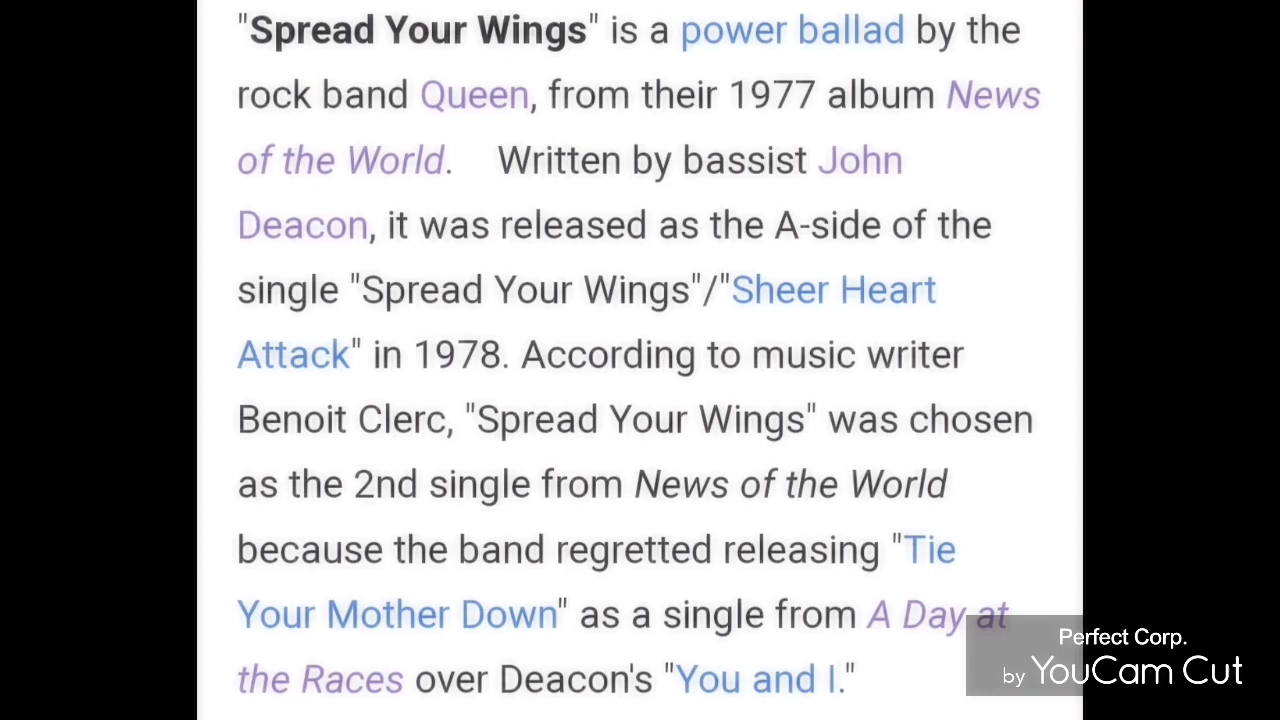 "Spread Your Wings" is a power ballad by the
rock band Queen, from their 1977 album News
of the World. Written by bassist John
Deacon, it was released as the A-side of the
single "Spread Your Wings"/"Sheer Heart
Attack" in 1978. According to music writer
Benoit Clerc, "Spread Your Wings" was chosen
as the 2nd single from News of the World
because the band regretted releasing "Tie
Your Mother Down" as a single from A Day at
the Races over Deacon's "You and I."
Perfect Corp.
by YouCam Cut